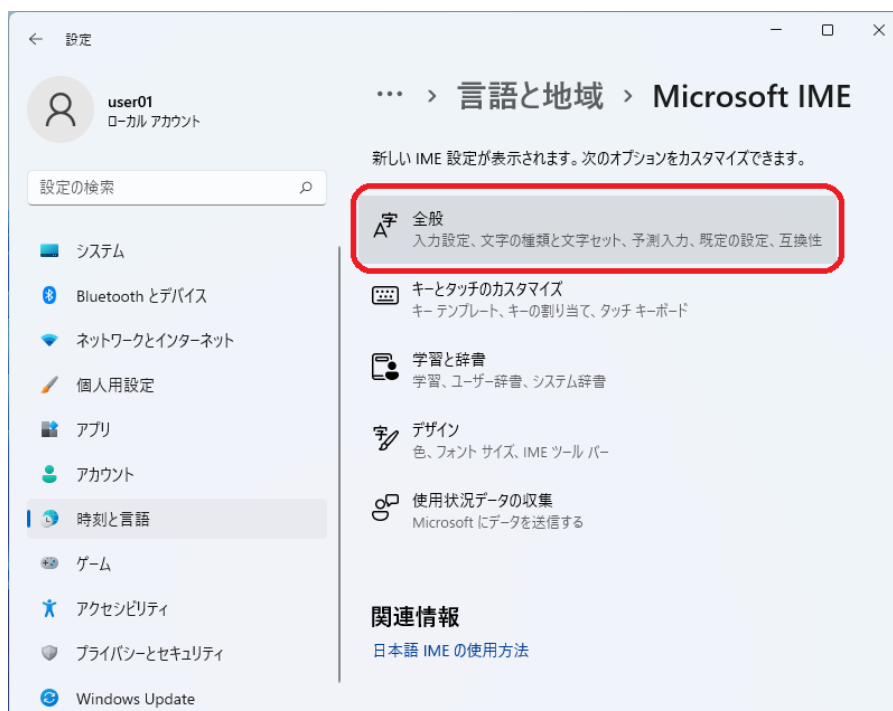 設定
user01
ローカル アカウント
設定の検索
システム
Bluetooth とデバイス
ネットワークとインターネット
個人用設定
アプリ
アカウント
時刻と言語
ゲーム
アクセシビリティ
プライバシーとセキュリティ
Windows Update
… › 言語と地域 › Microsoft IME
新しい IME 設定が表示されます。次のオプションをカスタマイズできます。
全般
入力設定、文字の種類と文字セット、予測入力、既定の設定、互換性
キーとタッチのカスタマイズ
キー テンプレート、キーの割り当て、タッチ キーボード
学習と辞書
学習、ユーザー辞書、システム辞書
デザイン
色、フォント サイズ、IME ツール バー
使用状況データの収集
Microsoft にデータを送信する
関連情報
日本語 IME の使用方法